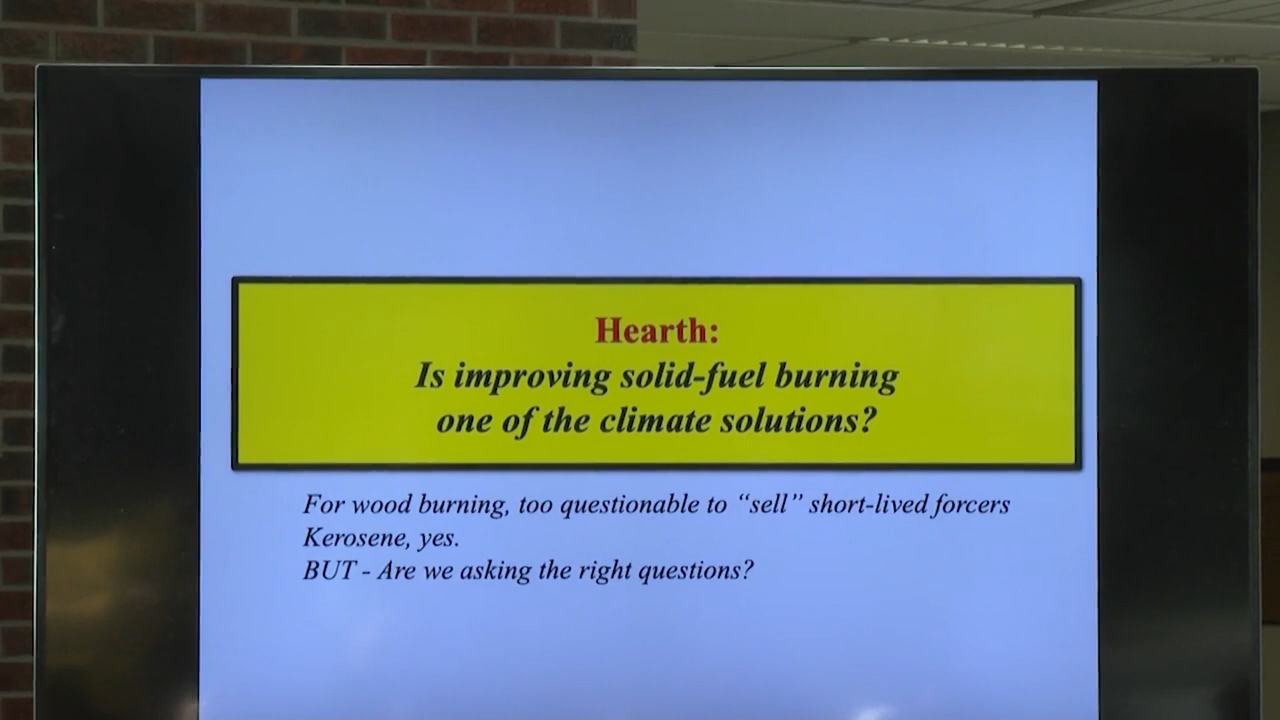 Hearth:
Is improving solid-fuel burning
one of the climate solutions?
For wood burning, too questionable to “sell” short-lived forcers
Kerosene, yes.
BUT - Are we asking the right questions?